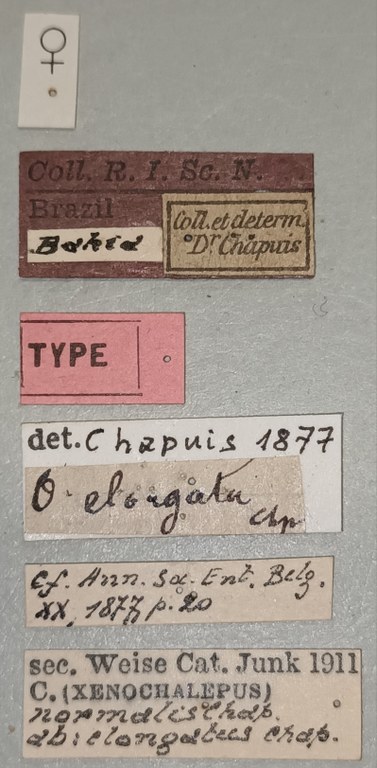 ♀
Coll. R. I. Sc. N.
Brazil
Bahia
Coll. et determ.
Dr Chapuis
TYPE
det. Chapuis 1877
O. elongata
Chp
Cf. Ann. Soc. Ent. Belg.
XX, 1877, p. 20
sec. Weise Cat. Junk 1911
C. (XENOCHALEPUS)
normalis Chap.
ab: elongatus Chap.